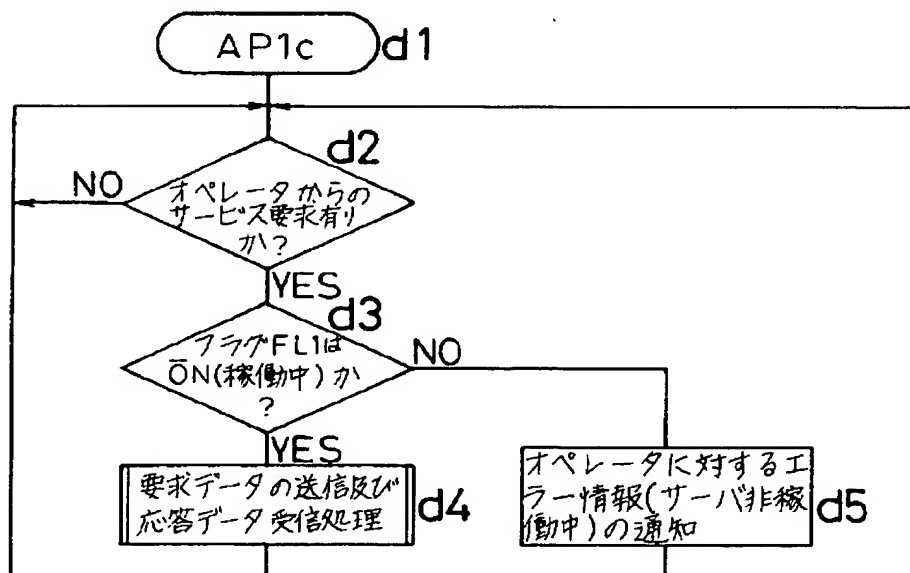 AP1c d1
d2
NO
オペレータからの
サービス要求有り
か?
YES
d3
フラグFL1は
ON(稼働中)か
?
NO
YES
要求データの送信及び
応答データ受信処理
d4
オペレータに対するエ
ラー情報(サーバ非稼
働中)の通知
d5